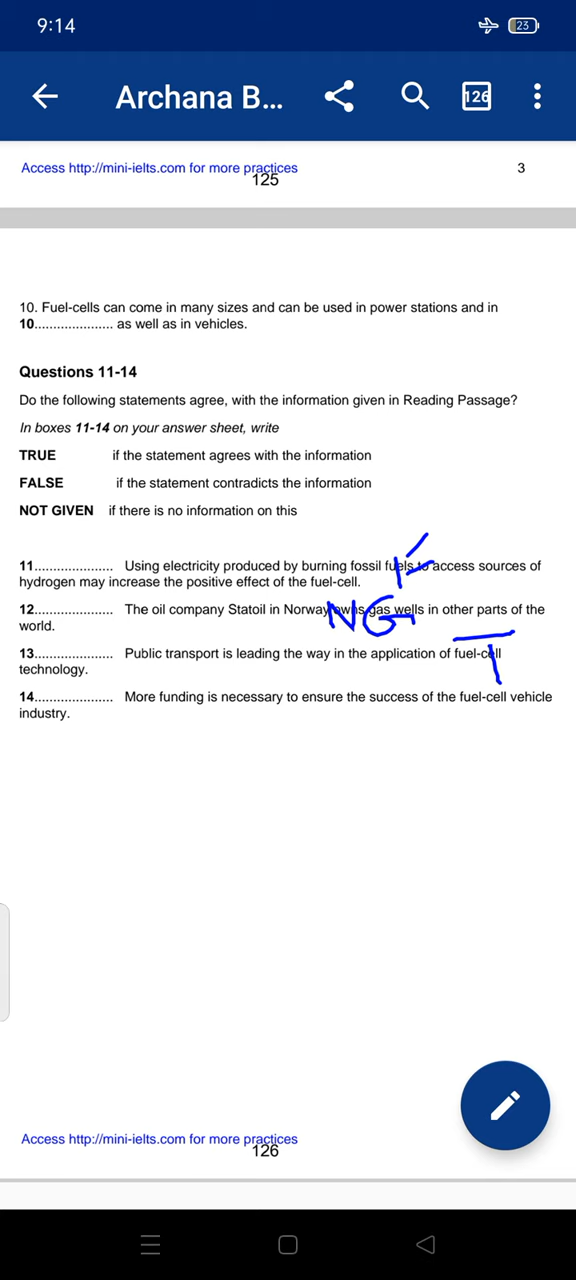 9:14
23
Archana B...
126
Access http://mini-ielts.com for more practices
3
125
10. Fuel-cells can come in many sizes and can be used in power stations and in
10..................... as well as in vehicles.
Questions 11-14
Do the following statements agree, with the information given in Reading Passage?
In boxes 11-14 on your answer sheet, write
TRUE if the statement agrees with the information
FALSE if the statement contradicts the information
NOT GIVEN if there is no information on this
11..................... Using electricity produced by burning fossil fuels to access sources of
F
hydrogen may increase the positive effect of the fuel-cell.
12..................... The oil company Statoil in Norway owns gas wells in other parts of the
NG
world.
13..................... Public transport is leading the way in the application of fuel-cell
T
technology.
14..................... More funding is necessary to ensure the success of the fuel-cell vehicle
industry.
Access http://mini-ielts.com for more practices
126